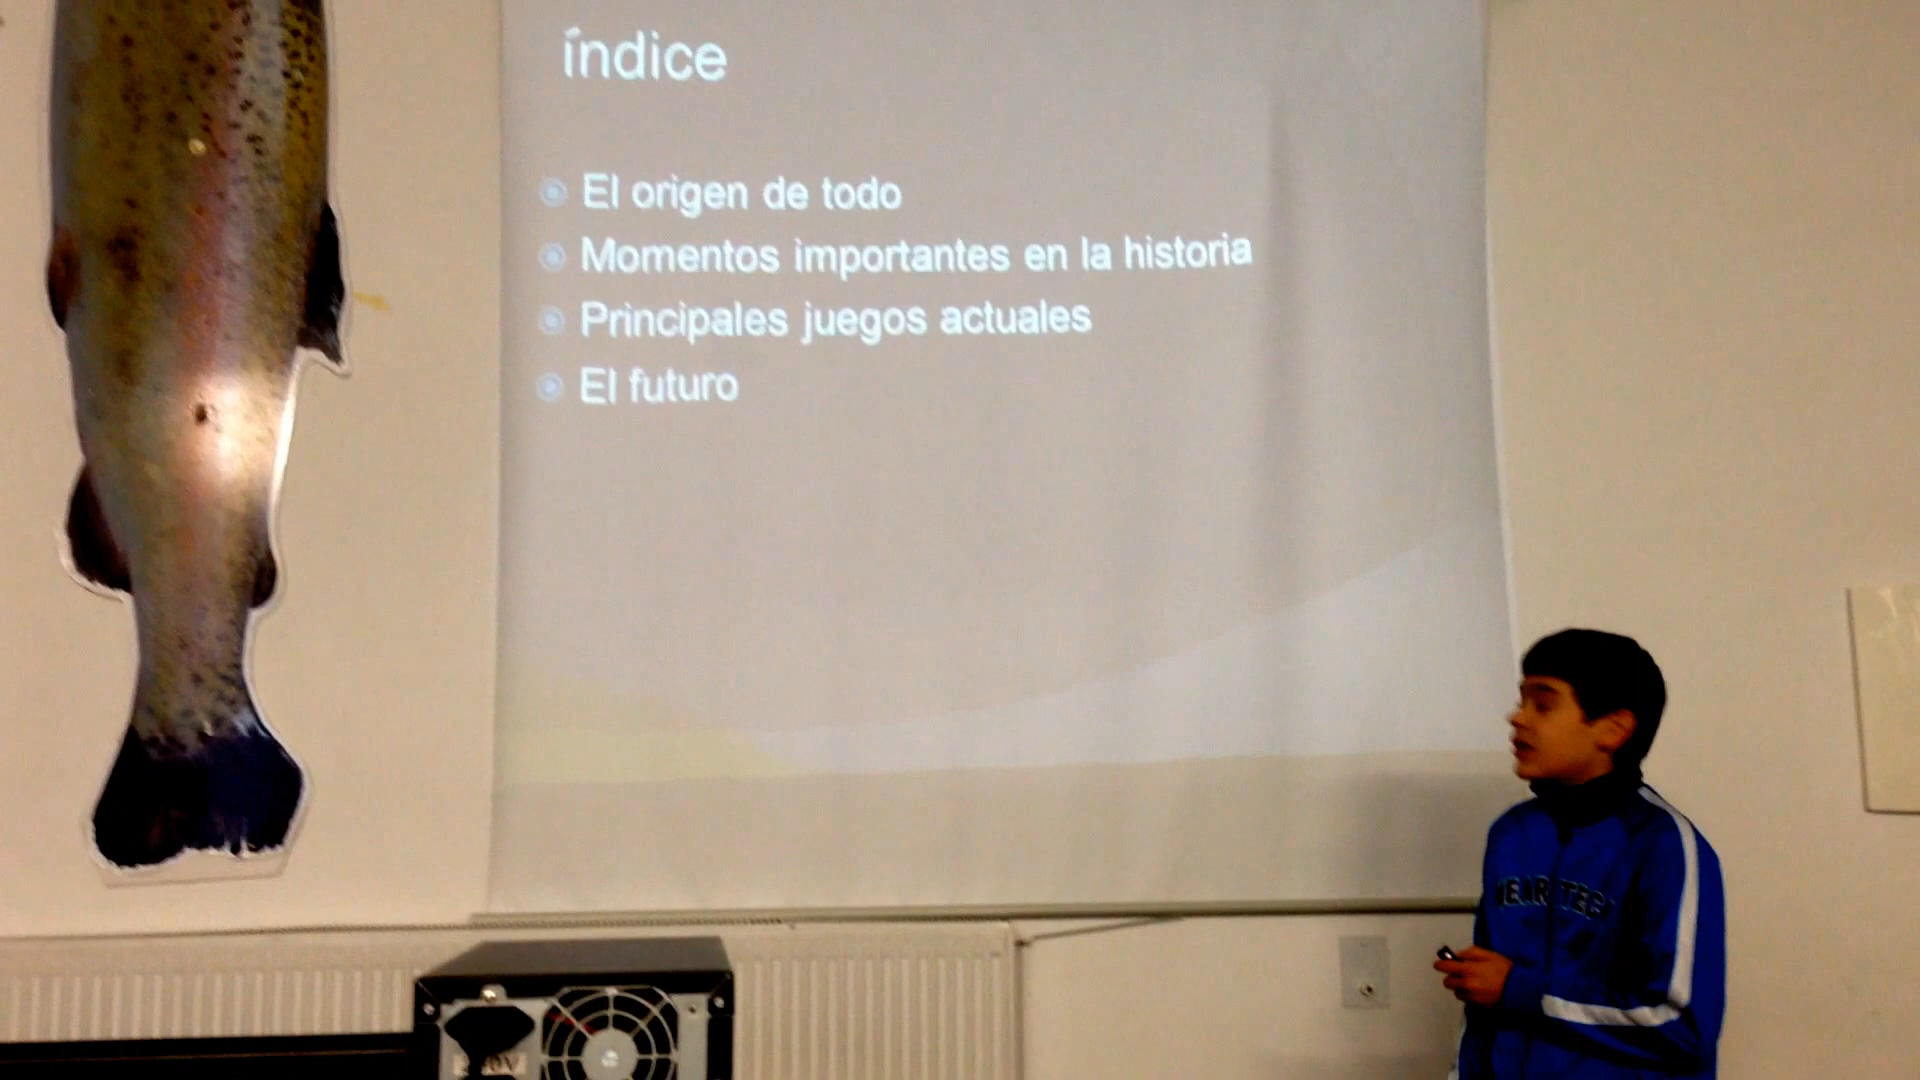 índice
El origen de todo
Momentos importantes en la historia
Principales juegos actuales
El futuro